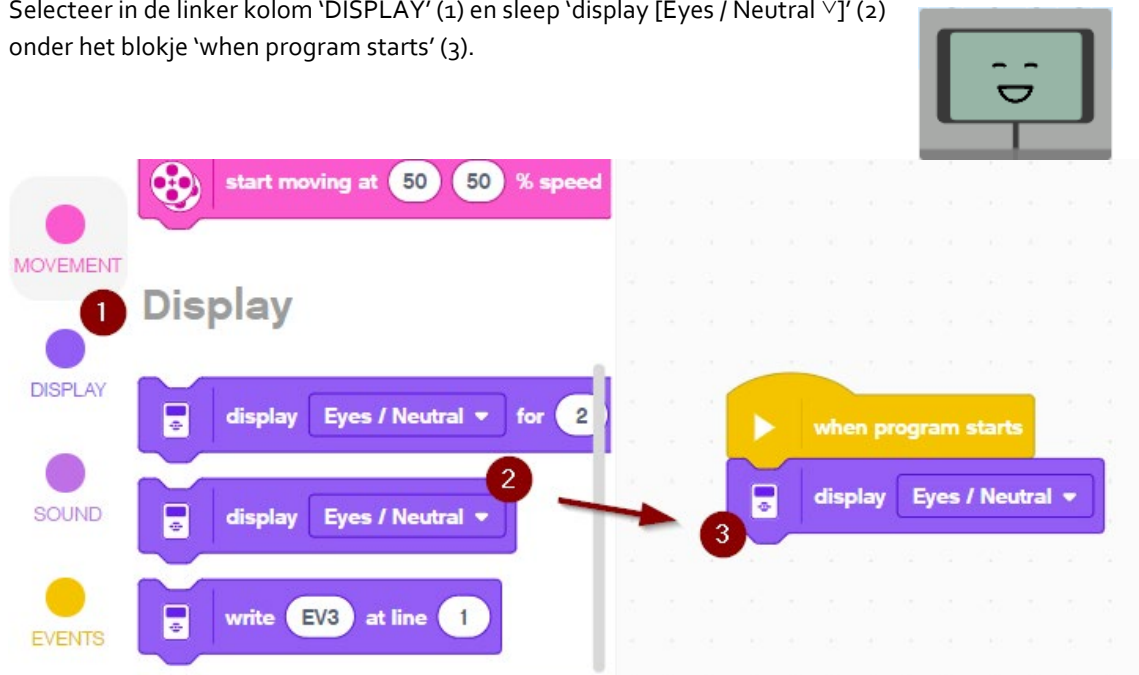 Selecteer in de linker kolom ‘DISPLAY’ (1) en sleep ‘display [Eyes / Neutral ˅]’ (2)
onder het blokje ‘when program starts’ (3).
start moving at 50 50 % speed
MOVEMENT
1
Display
DISPLAY
display Eyes / Neutral for 2
2
SOUND
display Eyes / Neutral
EVENTS
write EV3 at line 1
when program starts
display Eyes / Neutral
3